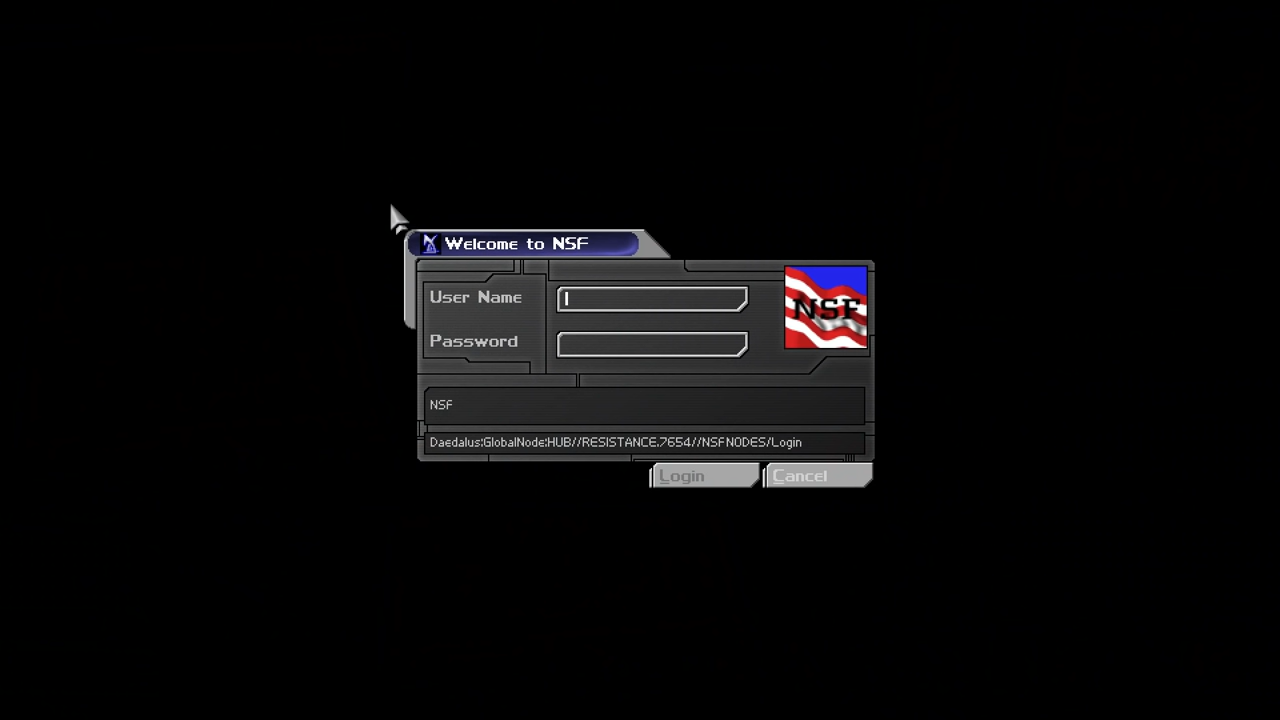 Welcome to NSF
User Name
NSF
Password
NSF
Daedalus:GlobalNode:HUB//RESISTANCE.7654//NSFNODES/Login
Login
Cancel